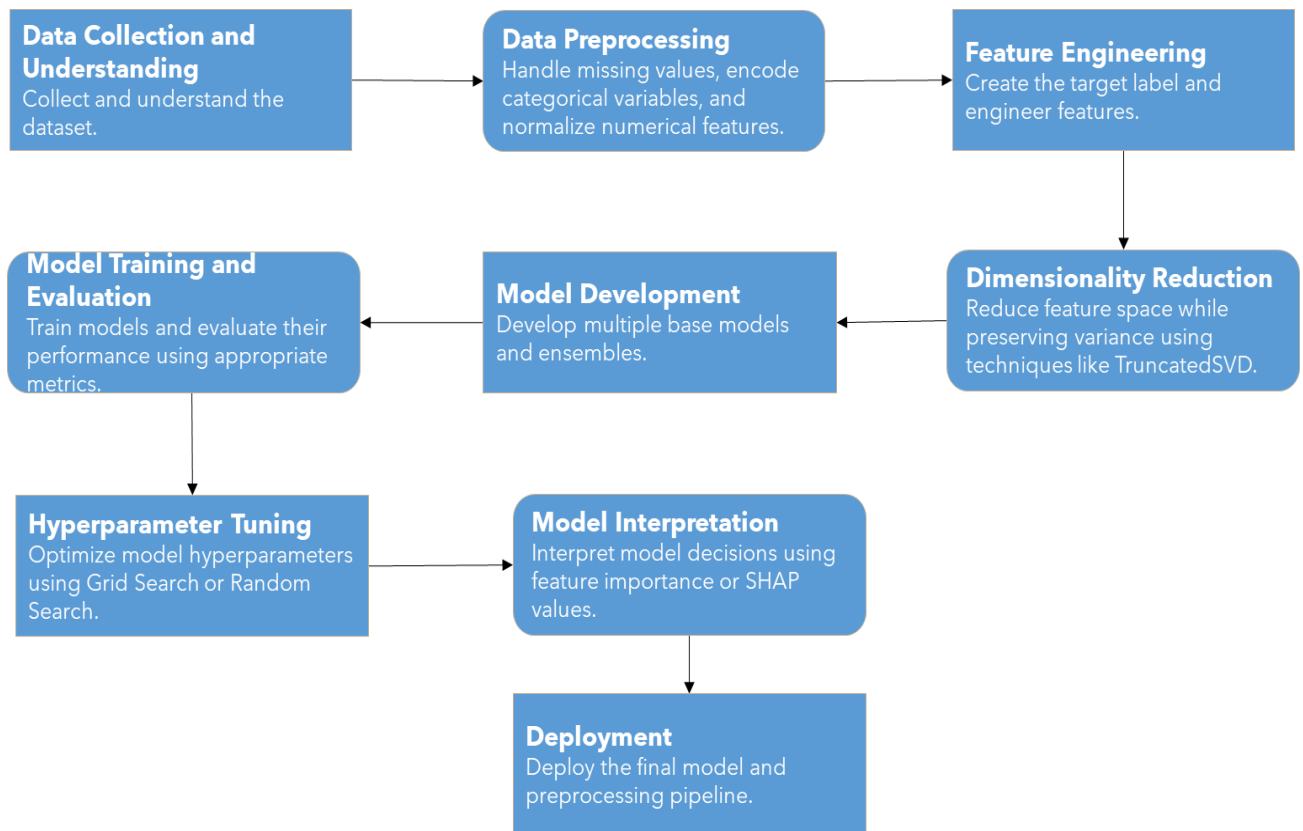 Data Collection and
Understanding
Collect and understand the
dataset.
Data Preprocessing
Handle missing values, encode
categorical variables, and
normalize numerical features.
Feature Engineering
Create the target label and
engineer features.
Dimensionality Reduction
Reduce feature space while
preserving variance using
techniques like TruncatedSVD.
Model Development
Develop multiple base models
and ensembles.
Model Training and
Evaluation
Train models and evaluate their
performance using appropriate
metrics.
Hyperparameter Tuning
Optimize model hyperparameters
using Grid Search or Random
Search.
Model Interpretation
Interpret model decisions using
feature importance or SHAP
values.
Deployment
Deploy the final model and
preprocessing pipeline.